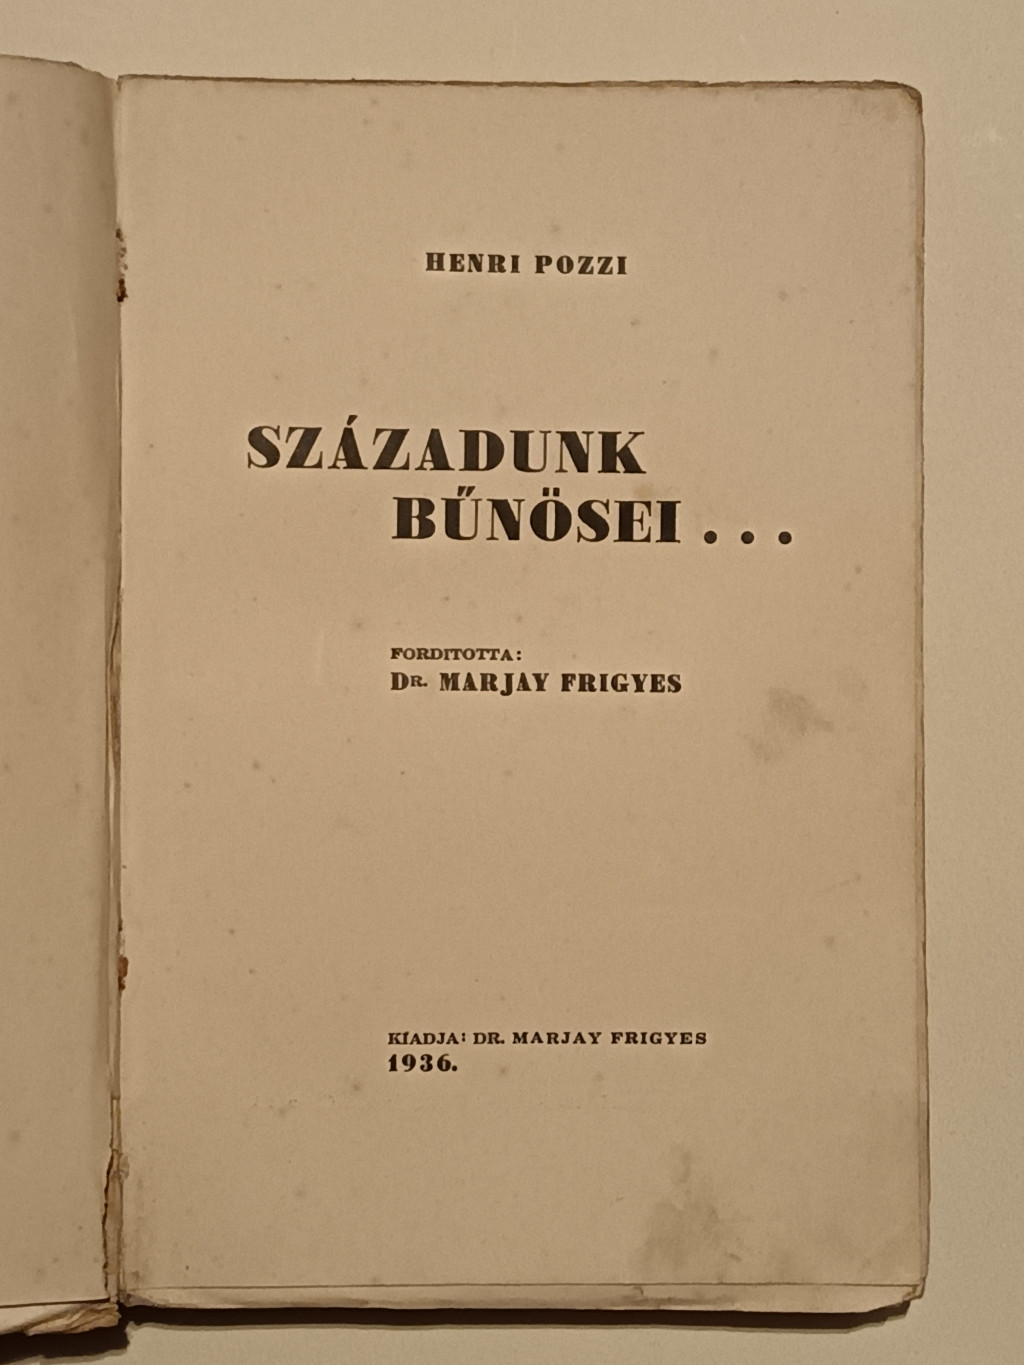 HENRI POZZI
SZÁZADUNK
BŰNÖSEI...
FORDITOTTA:
DR. MARJAY FRIGYES
KIADJA: DR. MARJAY FRIGYES
1936.